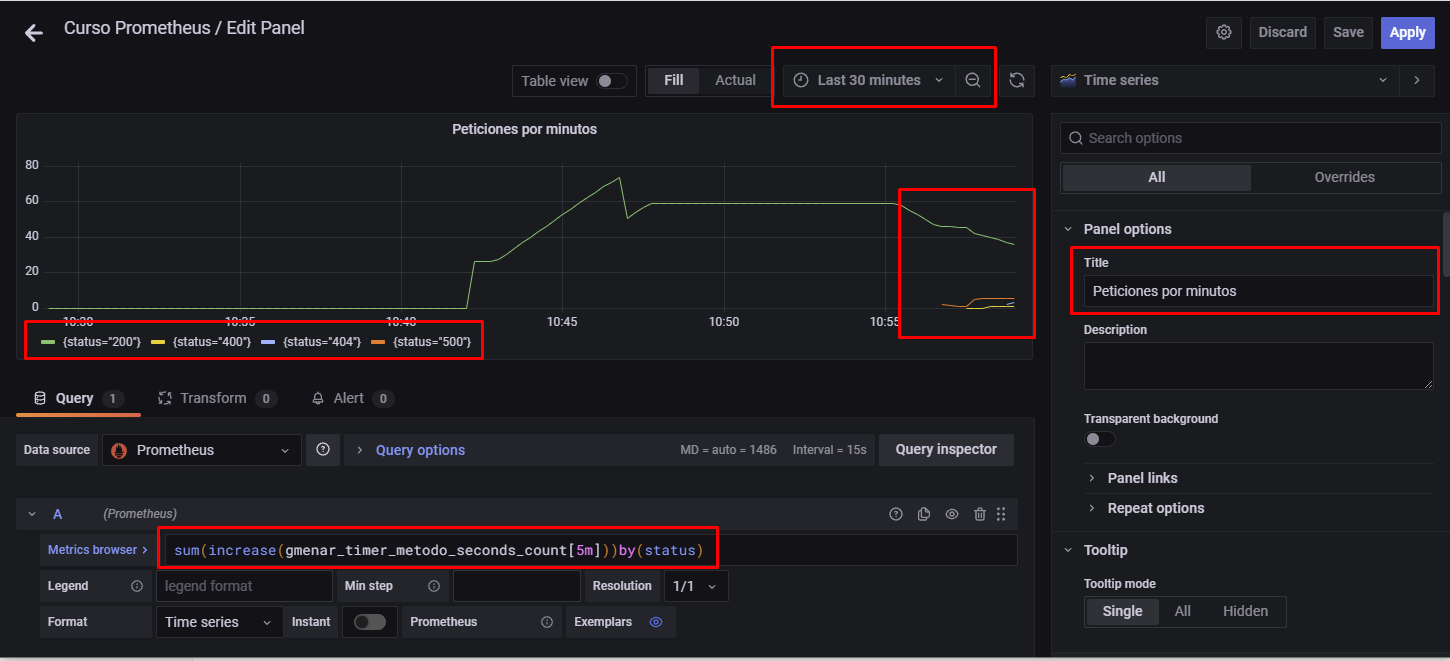 Curso Prometheus / Edit Panel
Discard
Save
Apply
Table view
Fill
Actual
Last 30 minutes
Time series
Peticiones por minutos
80
60
40
20
0
10:30
10:35
10:40
10:45
10:50
10:55
{status="200"} {status="400"} {status="404"} {status="500"}
Search options
All
Overrides
Panel options
Title
Peticiones por minutos
Description
Transparent background
Panel links
Repeat options
Tooltip
Tooltip mode
Single All Hidden
Query 1
Transform 0
Alert 0
Data source
Prometheus
Query options
MD = auto = 1486
Interval = 15s
Query inspector
A
(Prometheus)
Metrics browser >
sum(increase(gmenar_timer_metodo_seconds_count[5m]))by(status)
Legend
legend format
Min step
Resolution
1/1
Format
Time series
Instant
Prometheus
Exemplars